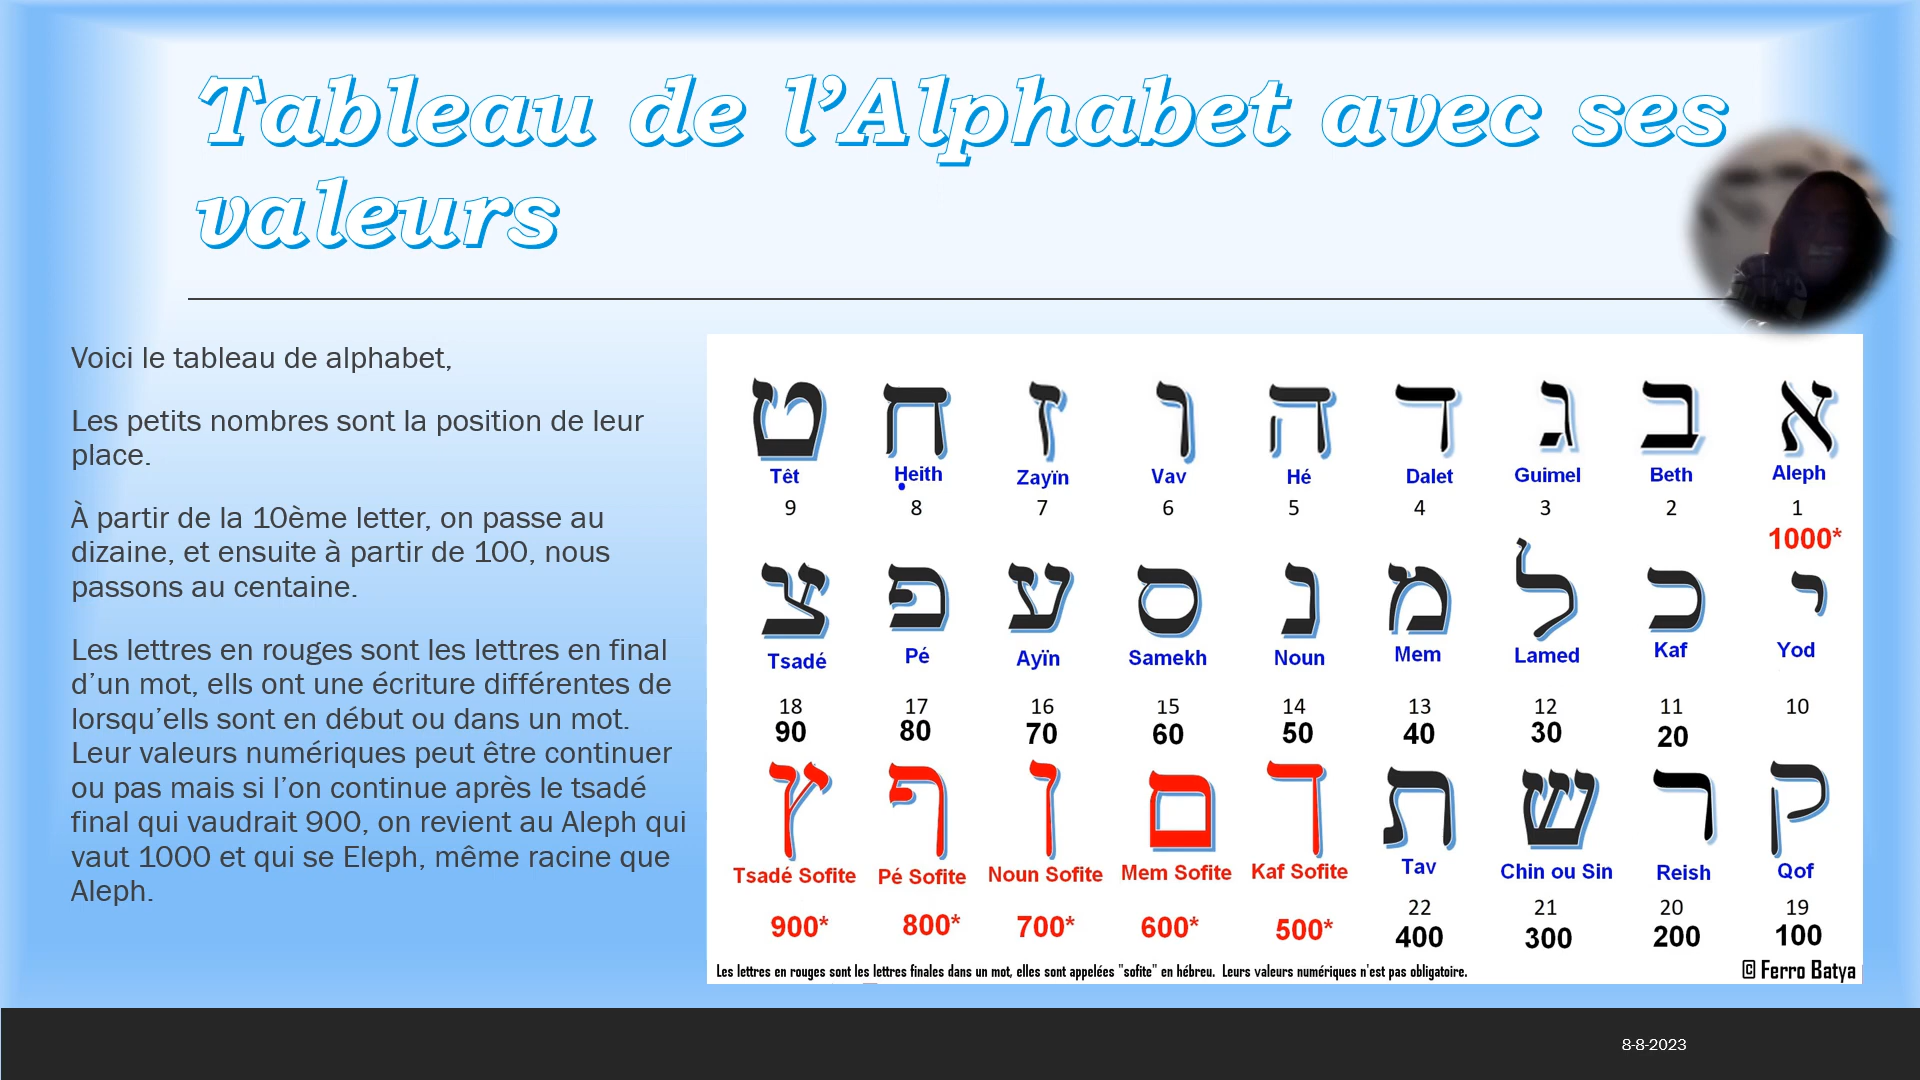 Tableau de l’Alphabet avec ses
valeurs
Voici le tableau de alphabet,
Les petits nombres sont la position de leur
place.
À partir de la 10ème letter, on passe au
dizaine, et ensuite à partir de 100, nous
passons au centaine.
Les lettres en rouges sont les lettres en final
d’un mot, ells ont une écriture différentes de
lorsqu’ells sont en début ou dans un mot.
Leur valeurs numériques peut être continuer
ou pas mais si l’on continue après le tsadé
final qui vaudrait 900, on revient au Aleph qui
vaut 1000 et qui se Eleph, même racine que
Aleph.
א ב ג ד ה ו ז ח ט
Têt Ḥeith Zayïn Vav Hé Dalet Guimel Beth Aleph
9 8 7 6 5 4 3 2 1
1000*
י כ ל מ נ ס ע פ צ
Tsadé Pé Ayïn Samekh Noun Mem Lamed Kaf Yod
18 17 16 15 14 13 12 11 10
90 80 70 60 50 40 30 20
ק ר ש ת ך ם ן ף ץ
Tsadé Sofite Pé Sofite Noun Sofite Mem Sofite Kaf Sofite Tav Chin ou Sin Reish Qof
22 21 20 19
900* 800* 700* 600* 500* 400 300 200 100
Les lettres en rouges sont les lettres finales dans un mot, elles sont appelées "sofite" en hébreu. Leurs valeurs numériques n'est pas obligatoire.
© Ferro Batya
8-8-2023